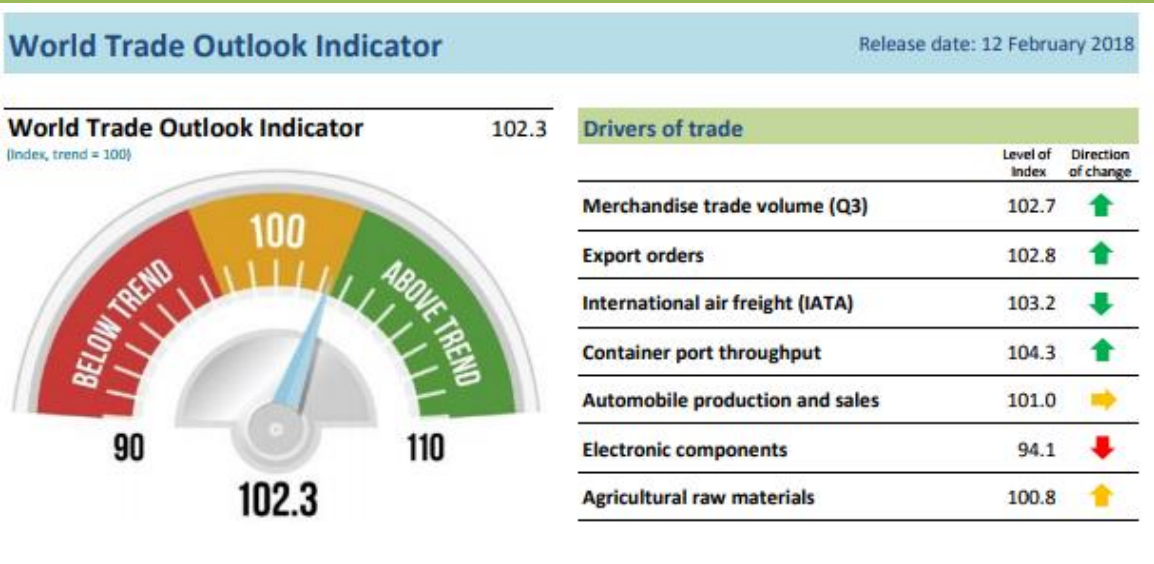 World Trade Outlook Indicator
Release date: 12 February 2018
World Trade Outlook Indicator 102.3
(Index, trend = 100)
BELOW TREND
100
ABOVE TREND
90
110
102.3
Drivers of trade
Level of Index
Direction of change
Merchandise trade volume (Q3) 102.7
Export orders 102.8
International air freight (IATA) 103.2
Container port throughput 104.3
Automobile production and sales 101.0
Electronic components 94.1
Agricultural raw materials 100.8